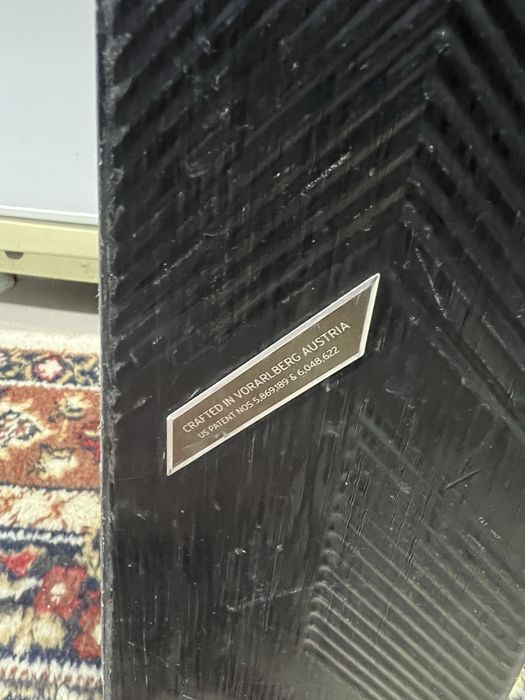 CRAFTED IN VORARLBERG AUSTRIA
US PATENT NOS 5,869,189 & 6,048,622